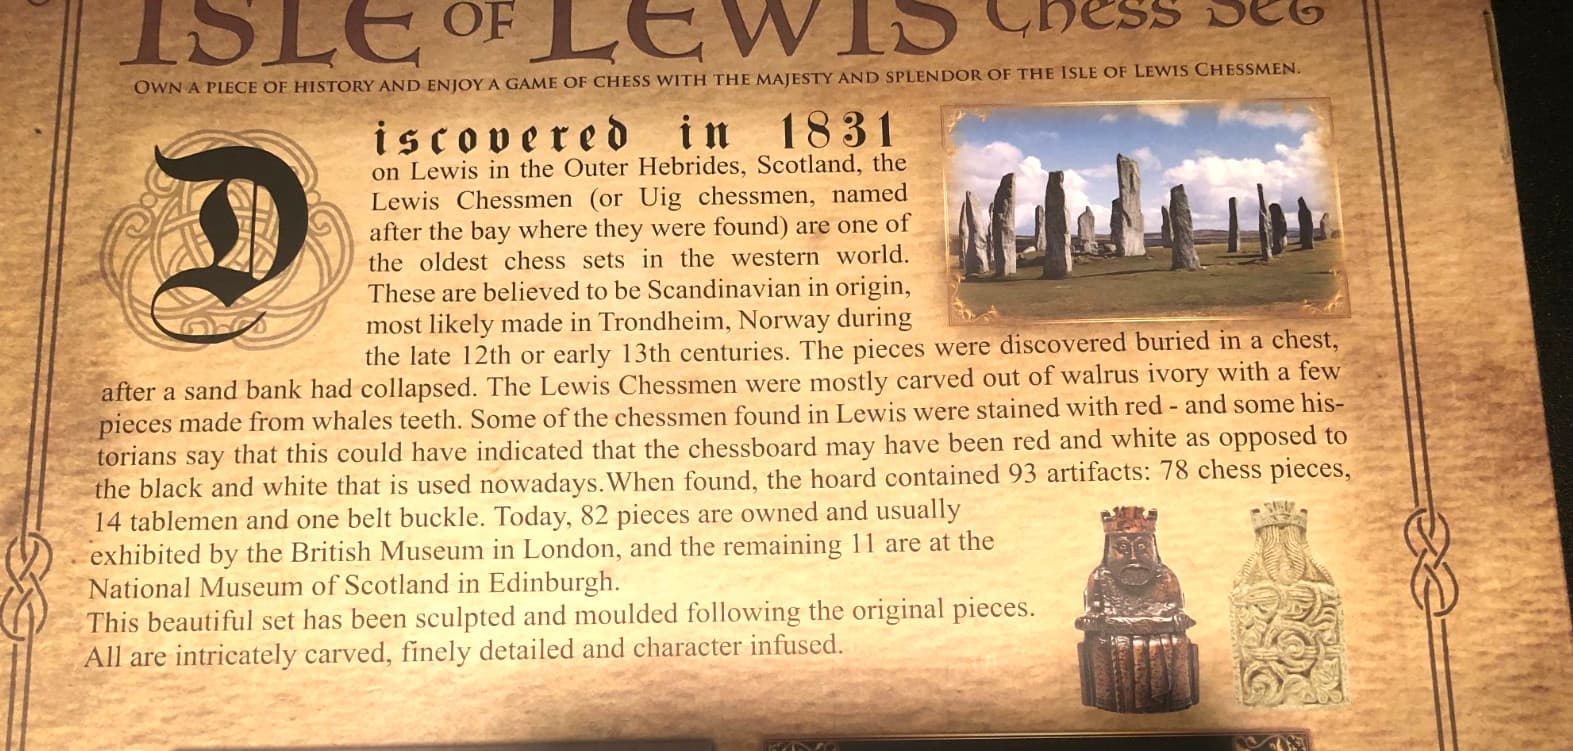 ISLE OF LEWIS Chess Set
OWN A PIECE OF HISTORY AND ENJOY A GAME OF CHESS WITH THE MAJESTY AND SPLENDOR OF THE ISLE OF LEWIS CHESSMEN.
Discovered in 1831
on Lewis in the Outer Hebrides, Scotland, the
Lewis Chessmen (or Uig chessmen, named
after the bay where they were found) are one of
the oldest chess sets in the western world.
These are believed to be Scandinavian in origin,
most likely made in Trondheim, Norway during
the late 12th or early 13th centuries. The pieces were discovered buried in a chest,
after a sand bank had collapsed. The Lewis Chessmen were mostly carved out of walrus ivory with a few
pieces made from whales teeth. Some of the chessmen found in Lewis were stained with red - and some his-
torians say that this could have indicated that the chessboard may have been red and white as opposed to
the black and white that is used nowadays.When found, the hoard contained 93 artifacts: 78 chess pieces,
14 tablemen and one belt buckle. Today, 82 pieces are owned and usually
exhibited by the British Museum in London, and the remaining 11 are at the
National Museum of Scotland in Edinburgh.
This beautiful set has been sculpted and moulded following the original pieces.
All are intricately carved, finely detailed and character infused.